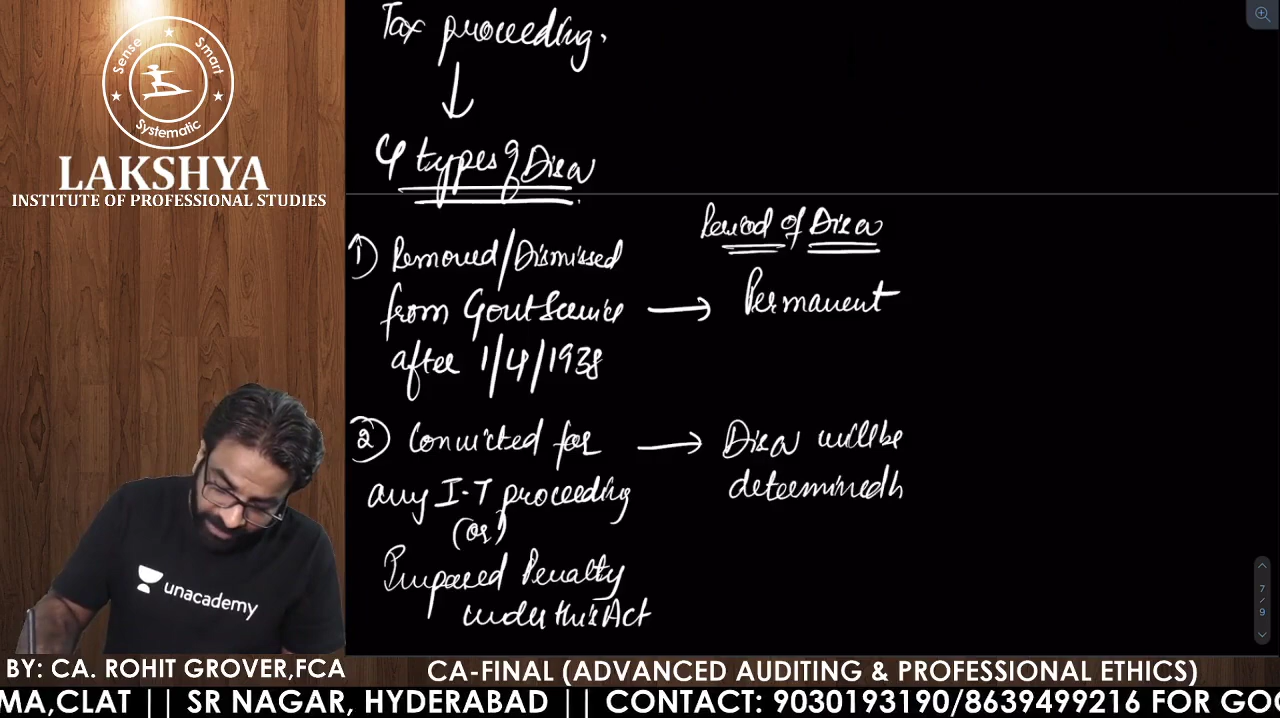 Tax proceeding.
4 types of Disq
Period of Disq
1) Removed/Dismissed
from Govt Service → Permanent
after 1/4/1938
2) Convicted for → Disq will be
any I-T proceeding determined
(or)
Imposed Penalty
under this Act
Sense
Smart
Systematic
LAKSHYA
INSTITUTE OF PROFESSIONAL STUDIES
unacademy
7
/
9
BY: CA. ROHIT GROVER,FCA CA-FINAL (ADVANCED AUDITING & PROFESSIONAL ETHICS)
MA,CLAT || SR NAGAR, HYDERABAD || CONTACT: 9030193190/8639499216 FOR GO